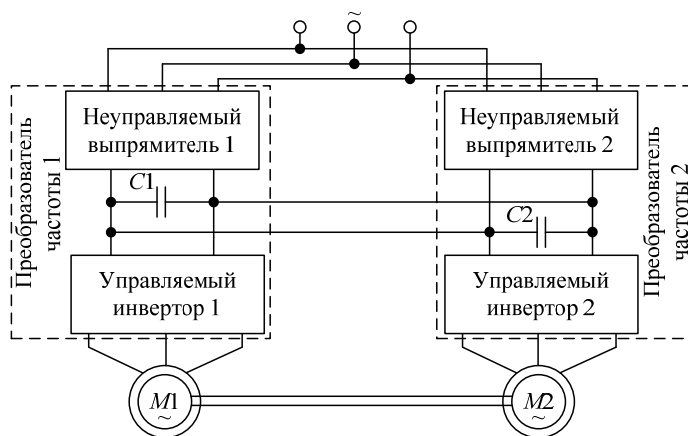 ~
Неуправляемый
выпрямитель 1
Неуправляемый
выпрямитель 2
Преобразователь
частоты 1
C1
C2
Преобразователь
частоты 2
Управляемый
инвертор 1
Управляемый
инвертор 2
M1
~
M2
~